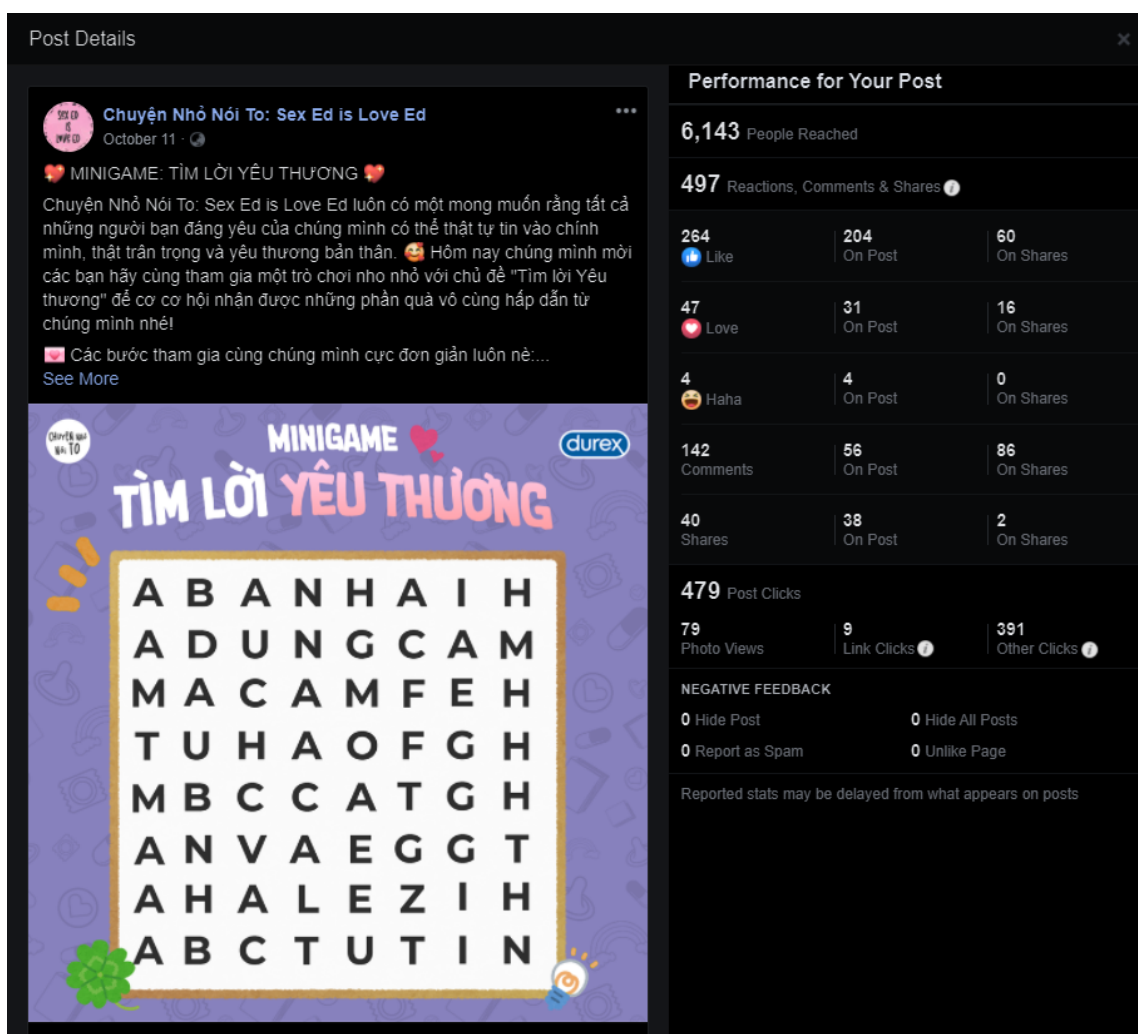 Post Details
Chuyện Nhỏ Nói To: Sex Ed is Love Ed
October 11
MINIGAME: TÌM LỜI YÊU THƯƠNG
Chuyện Nhỏ Nói To: Sex Ed is Love Ed luôn có một mong muốn rằng tất cả
những người bạn đáng yêu của chúng mình có thể thật tự tin vào chính
mình, thật trân trọng và yêu thương bản thân. Hôm nay chúng mình mời
các bạn hãy cùng tham gia một trò chơi nho nhỏ với chủ đề "Tìm lời Yêu
thương" để cơ cơ hội nhận được những phần quà vô cùng hấp dẫn từ
chúng mình nhé!
Các bước tham gia cùng chúng mình cực đơn giản luôn nè:...
See More
SEX ED
IS
LOVE ED
CHUYỆN NHỎ
NÓI TO
MINIGAME
durex
TÌM LỜI YÊU THƯƠNG
A B A N H A I H
A D U N G C A M
M A C A M F E H
T U H A O F G H
M B C C A T G H
A N V A E G G T
A H A L E Z I H
A B C T U T I N
Performance for Your Post
6,143 People Reached
497 Reactions, Comments & Shares
264 204 60
Like On Post On Shares
47 31 16
Love On Post On Shares
4 4 0
Haha On Post On Shares
142 56 86
Comments On Post On Shares
40 38 2
Shares On Post On Shares
479 Post Clicks
79 9 391
Photo Views Link Clicks Other Clicks
NEGATIVE FEEDBACK
0 Hide Post 0 Hide All Posts
0 Report as Spam 0 Unlike Page
Reported stats may be delayed from what appears on posts